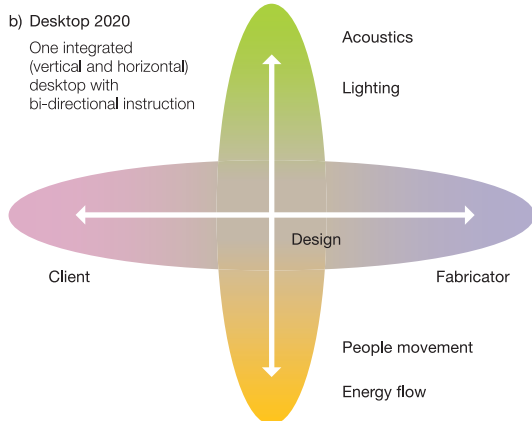 b) Desktop 2020
One integrated
(vertical and horizontal)
desktop with
bi-directional instruction
Acoustics
Lighting
Design
Client
Fabricator
People movement
Energy flow